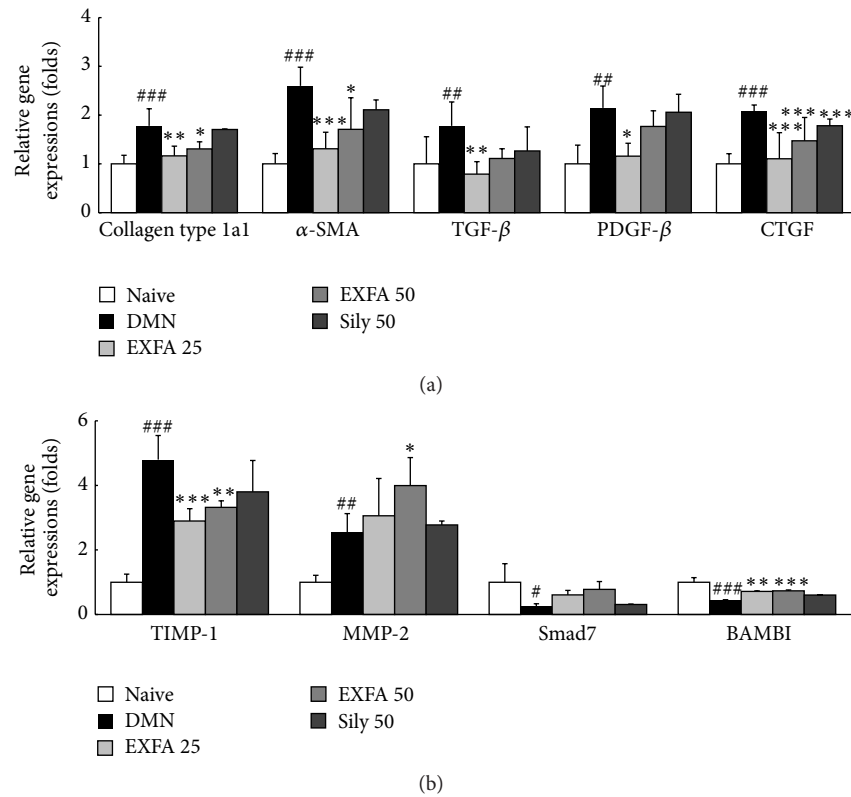 4
3
2
1
0
Relative gene
expressions (folds)
###
**
*
###
***
*
##
**
##
*
###
***
***
***
Collagen type 1a1
α-SMA
TGF-β
PDGF-β
CTGF
Naive
DMN
EXFA 25
EXFA 50
Sily 50
(a)
6
4
2
0
Relative gene
expressions (folds)
###
***
**
##
*
#
###
**
***
TIMP-1
MMP-2
Smad7
BAMBI
Naive
DMN
EXFA 25
EXFA 50
Sily 50
(b)